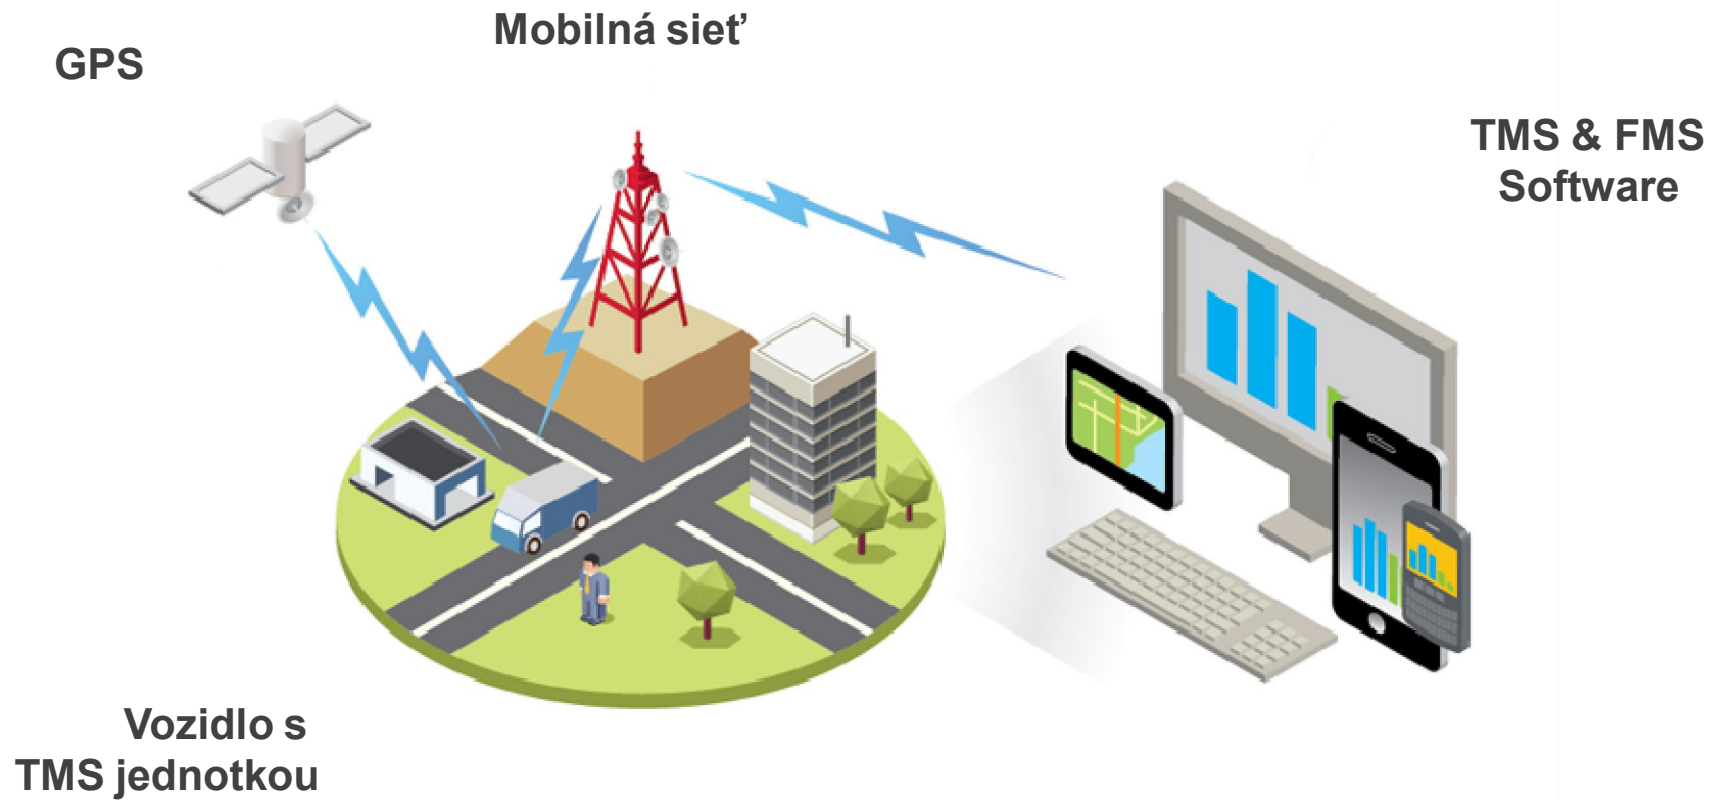 GPS
Mobilná sieť
TMS & FMS
Software
Vozidlo s
TMS jednotkou